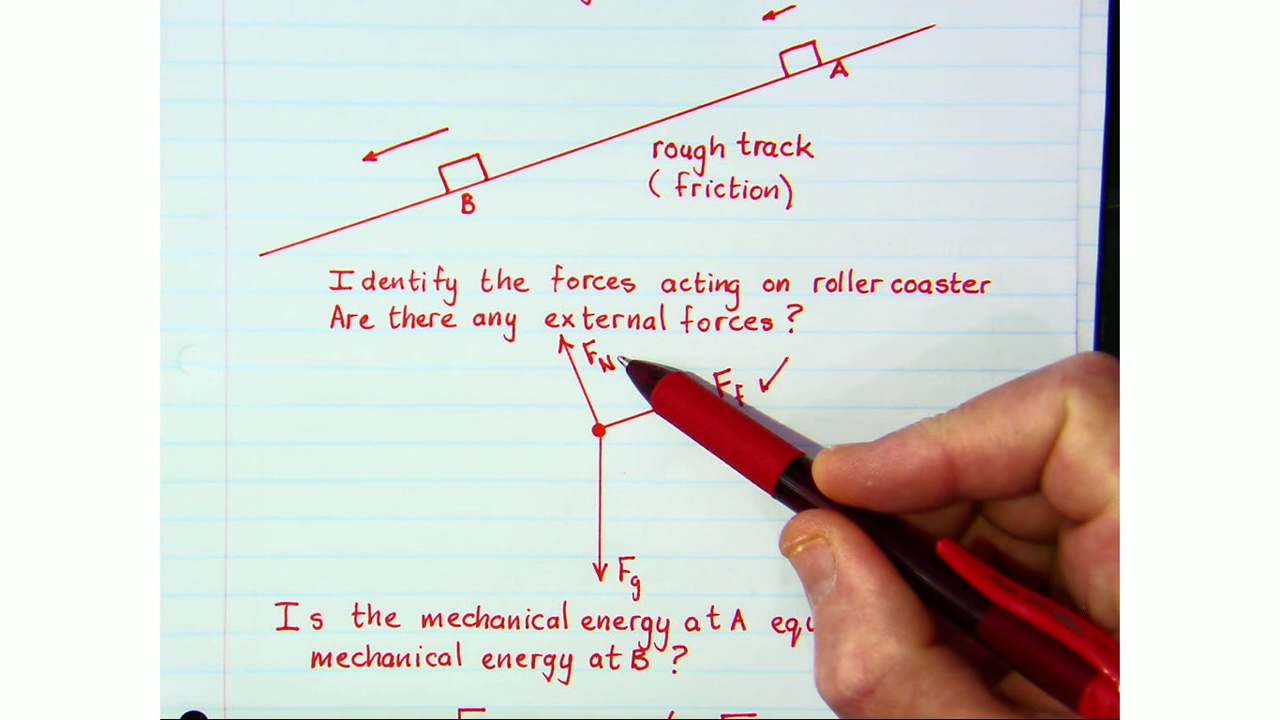 A
rough track
(friction)
B
Identify the forces acting on roller coaster
Are there any external forces?
FN
Ff ✓
Fg
Is the mechanical energy at A
mechanical energy at B?